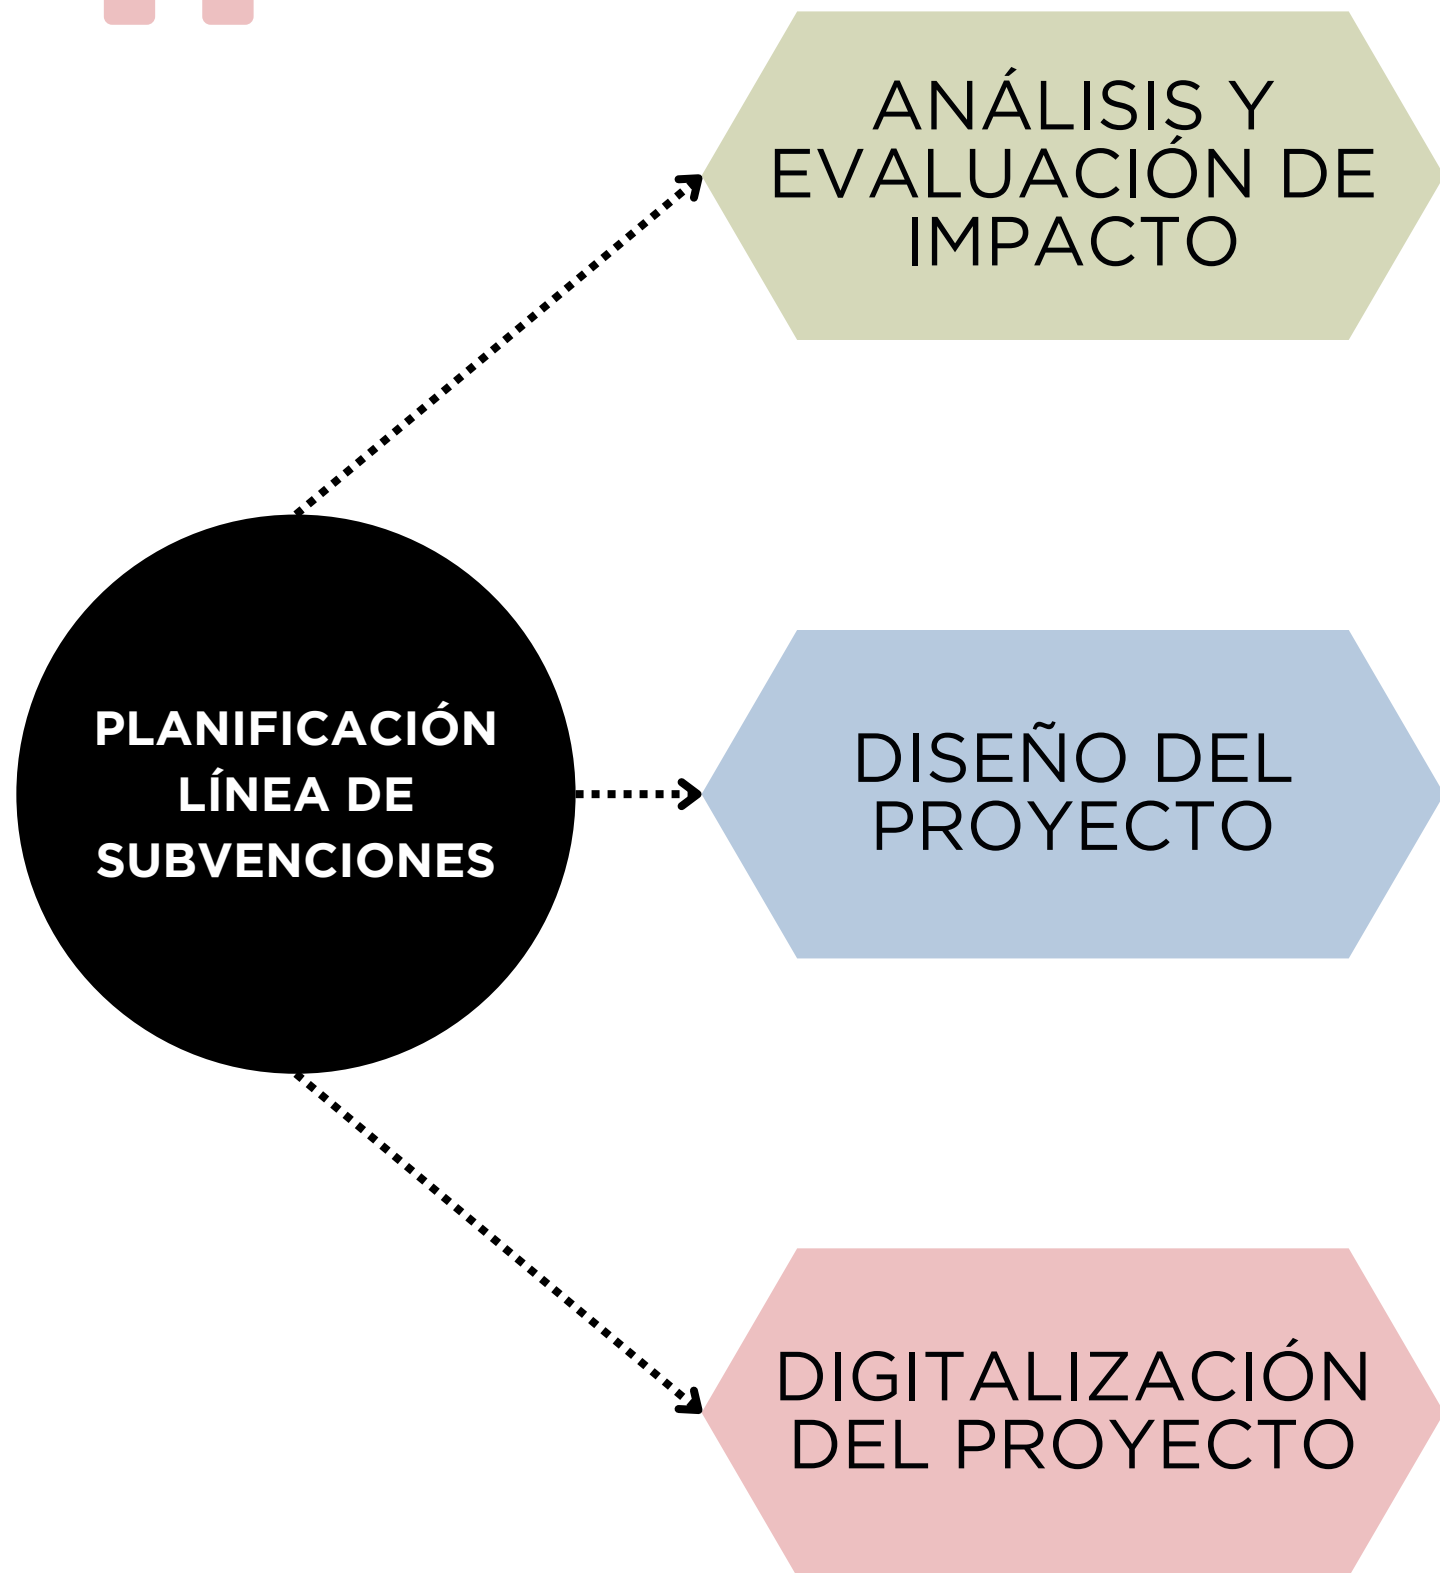 ANÁLISIS Y
EVALUACIÓN DE
IMPACTO
PLANIFICACIÓN
LÍNEA DE
SUBVENCIONES
DISEÑO DEL
PROYECTO
DIGITALIZACIÓN
DEL PROYECTO